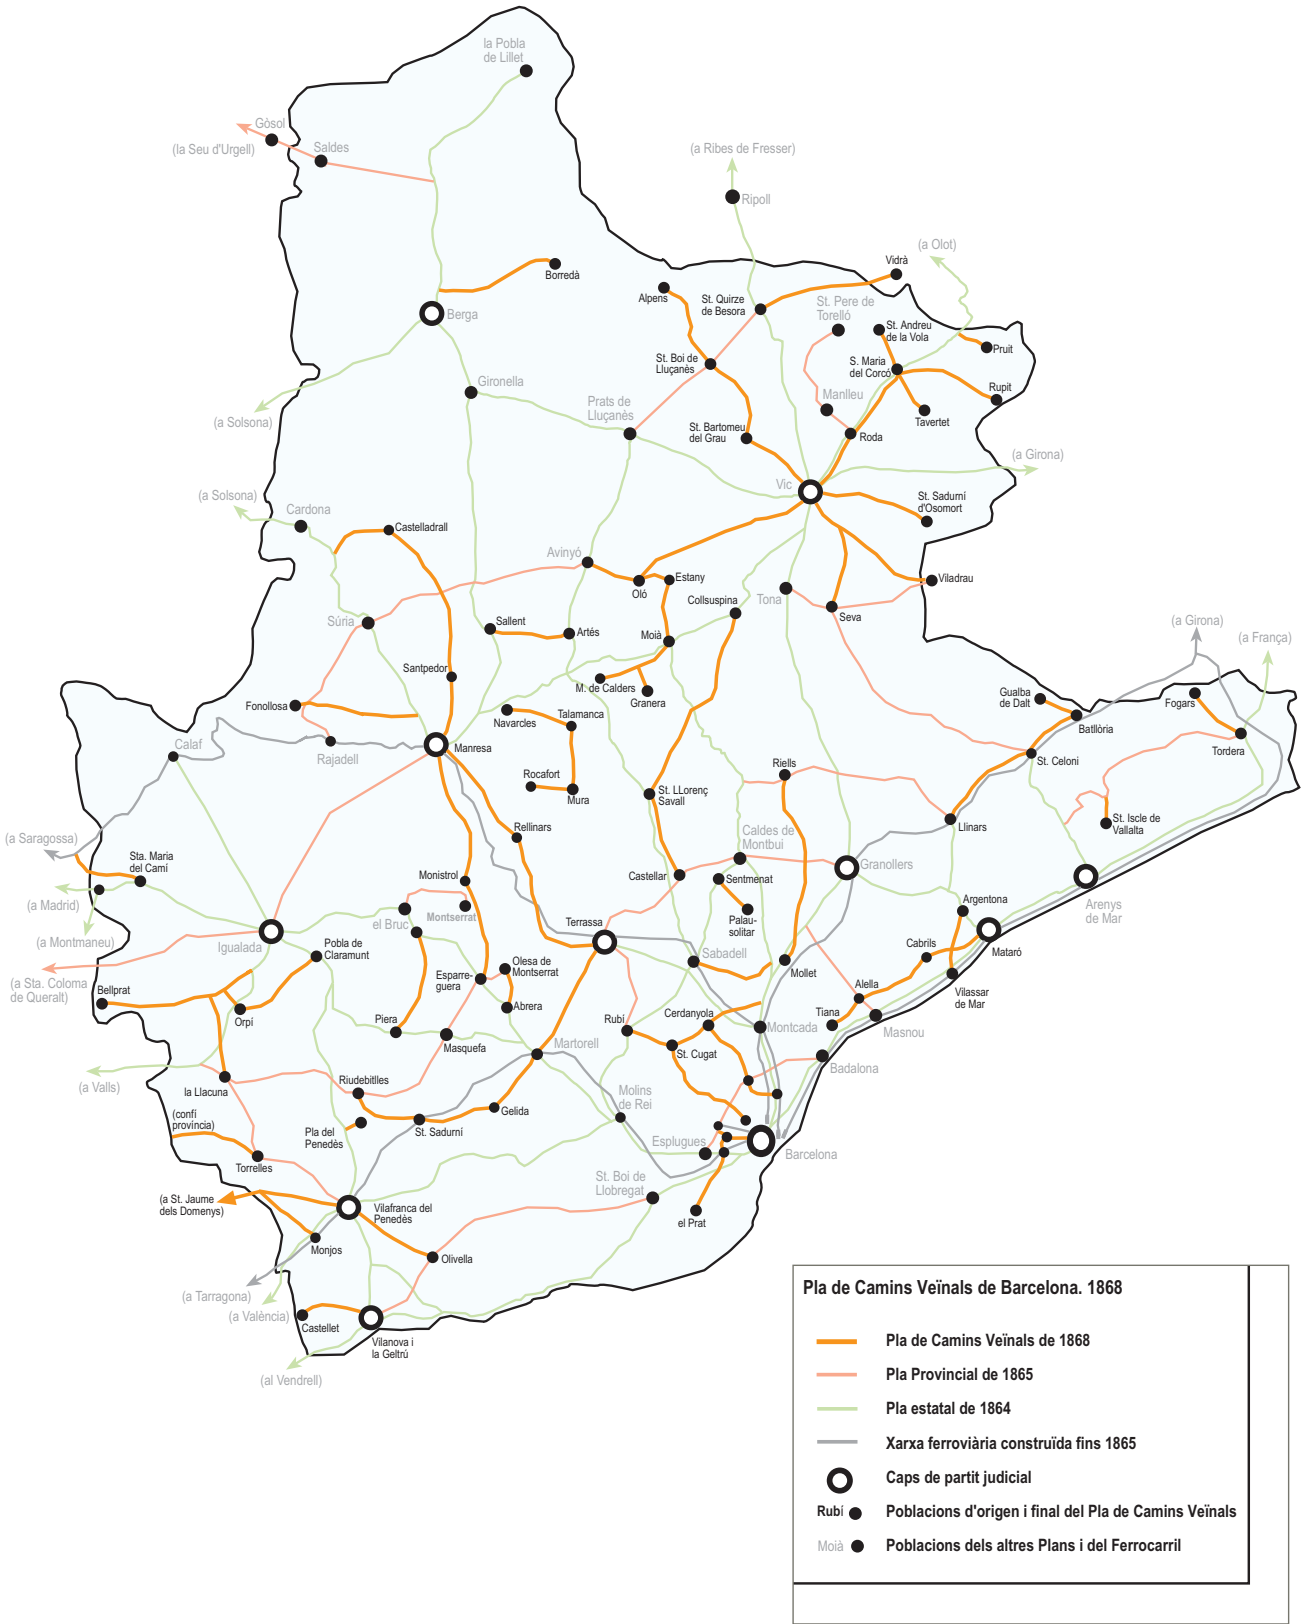 la Pobla
de Lillet
Gòsol
(la Seu d'Urgell)
Saldes
(a Ribes de Fresser)
Ripoll
(a Olot)
Vidrà
Borredà
Alpens
St. Quirze
de Besora
St. Pere de
Torelló
St. Andreu
de la Vola
Pruit
Berga
St. Boi de
Lluçanès
S. Maria
del Corcó
Rupit
Gironella
Prats de
Lluçanès
Manlleu
Tavertet
(a Solsona)
St. Bartomeu
del Grau
Roda
(a Girona)
Vic
(a Solsona)
Cardona
St. Sadurní
d'Osomort
Castelladrall
Avinyó
Oló
Estany
Collsuspina
Tona
Viladrau
Seva
Súria
Sallent
Artés
Moià
(a Girona)
(a França)
Santpedor
M. de Calders
Granera
Gualba
de Dalt
Fogars
Fonollosa
Navarcles
Talamanca
Batllòria
Calaf
Rajadell
Manresa
Tordera
St. Celoni
Rocafort
Mura
Riells
St. LLorenç
Savall
(a Saragossa)
Rellinars
Llinars
St. Iscle de
Vallalta
Sta. Maria
del Camí
Caldes de
Montbui
Granollers
Monistrol
Castellar
Sentmenat
(a Madrid)
Montserrat
Arenys
de Mar
Argentona
el Bruc
Terrassa
Palau-
solitar
(a Montmaneu)
Igualada
Pobla de
Claramunt
Sabadell
Cabrils
Mataró
Olesa de
Montserrat
Mollet
(a Sta. Coloma
de Queralt)
Esparre-
guera
Bellprat
Alella
Vilassar
de Mar
Orpí
Abrera
Tiana
Masnou
Piera
Masquefa
Rubí
Cerdanyola
Montcada
Martorell
St. Cugat
Badalona
(a Valls)
la Llacuna
Riudebitlles
Molins
de Rei
Gelida
(confí
província)
Pla del
Penedès
St. Sadurní
Esplugues
Barcelona
Torrelles
St. Boi de
Llobregat
(a St. Jaume
dels Domenys)
Vilafranca del
Penedès
el Prat
Monjos
Olivella
(a Tarragona)
(a València)
Castellet
Vilanova i
la Geltrú
(al Vendrell)
Pla de Camins Veïnals de Barcelona. 1868
Pla de Camins Veïnals de 1868
Pla Provincial de 1865
Pla estatal de 1864
Xarxa ferroviària construïda fins 1865
Caps de partit judicial
Rubí Poblacions d'origen i final del Pla de Camins Veïnals
Moià Poblacions dels altres Plans i del Ferrocarril